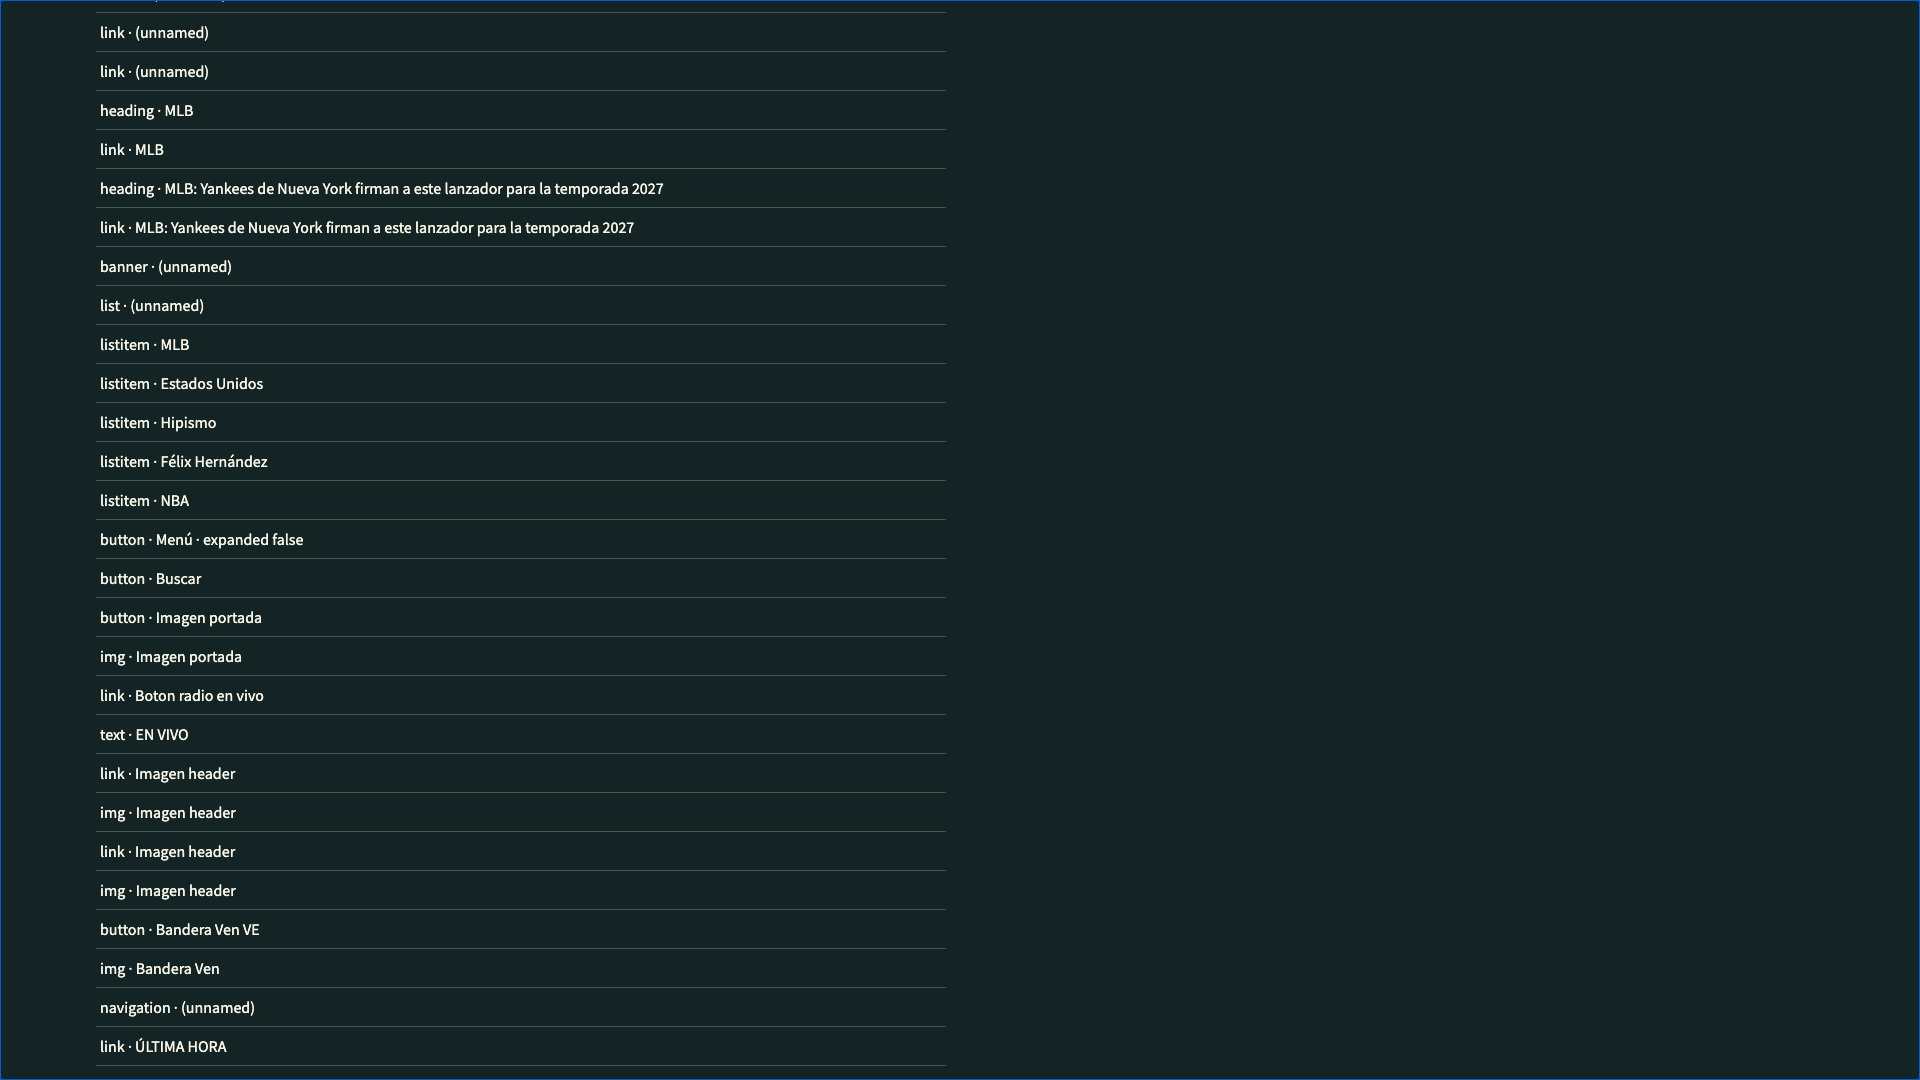 link · (unnamed)
link · (unnamed)
heading · MLB
link · MLB
heading · MLB: Yankees de Nueva York firman a este lanzador para la temporada 2027
link · MLB: Yankees de Nueva York firman a este lanzador para la temporada 2027
banner · (unnamed)
list · (unnamed)
listitem · MLB
listitem · Estados Unidos
listitem · Hipismo
listitem · Félix Hernández
listitem · NBA
button · Menú · expanded false
button · Buscar
button · Imagen portada
img · Imagen portada
link · Boton radio en vivo
text · EN VIVO
link · Imagen header
img · Imagen header
link · Imagen header
img · Imagen header
button · Bandera Ven VE
img · Bandera Ven
navigation · (unnamed)
link · ÚLTIMA HORA